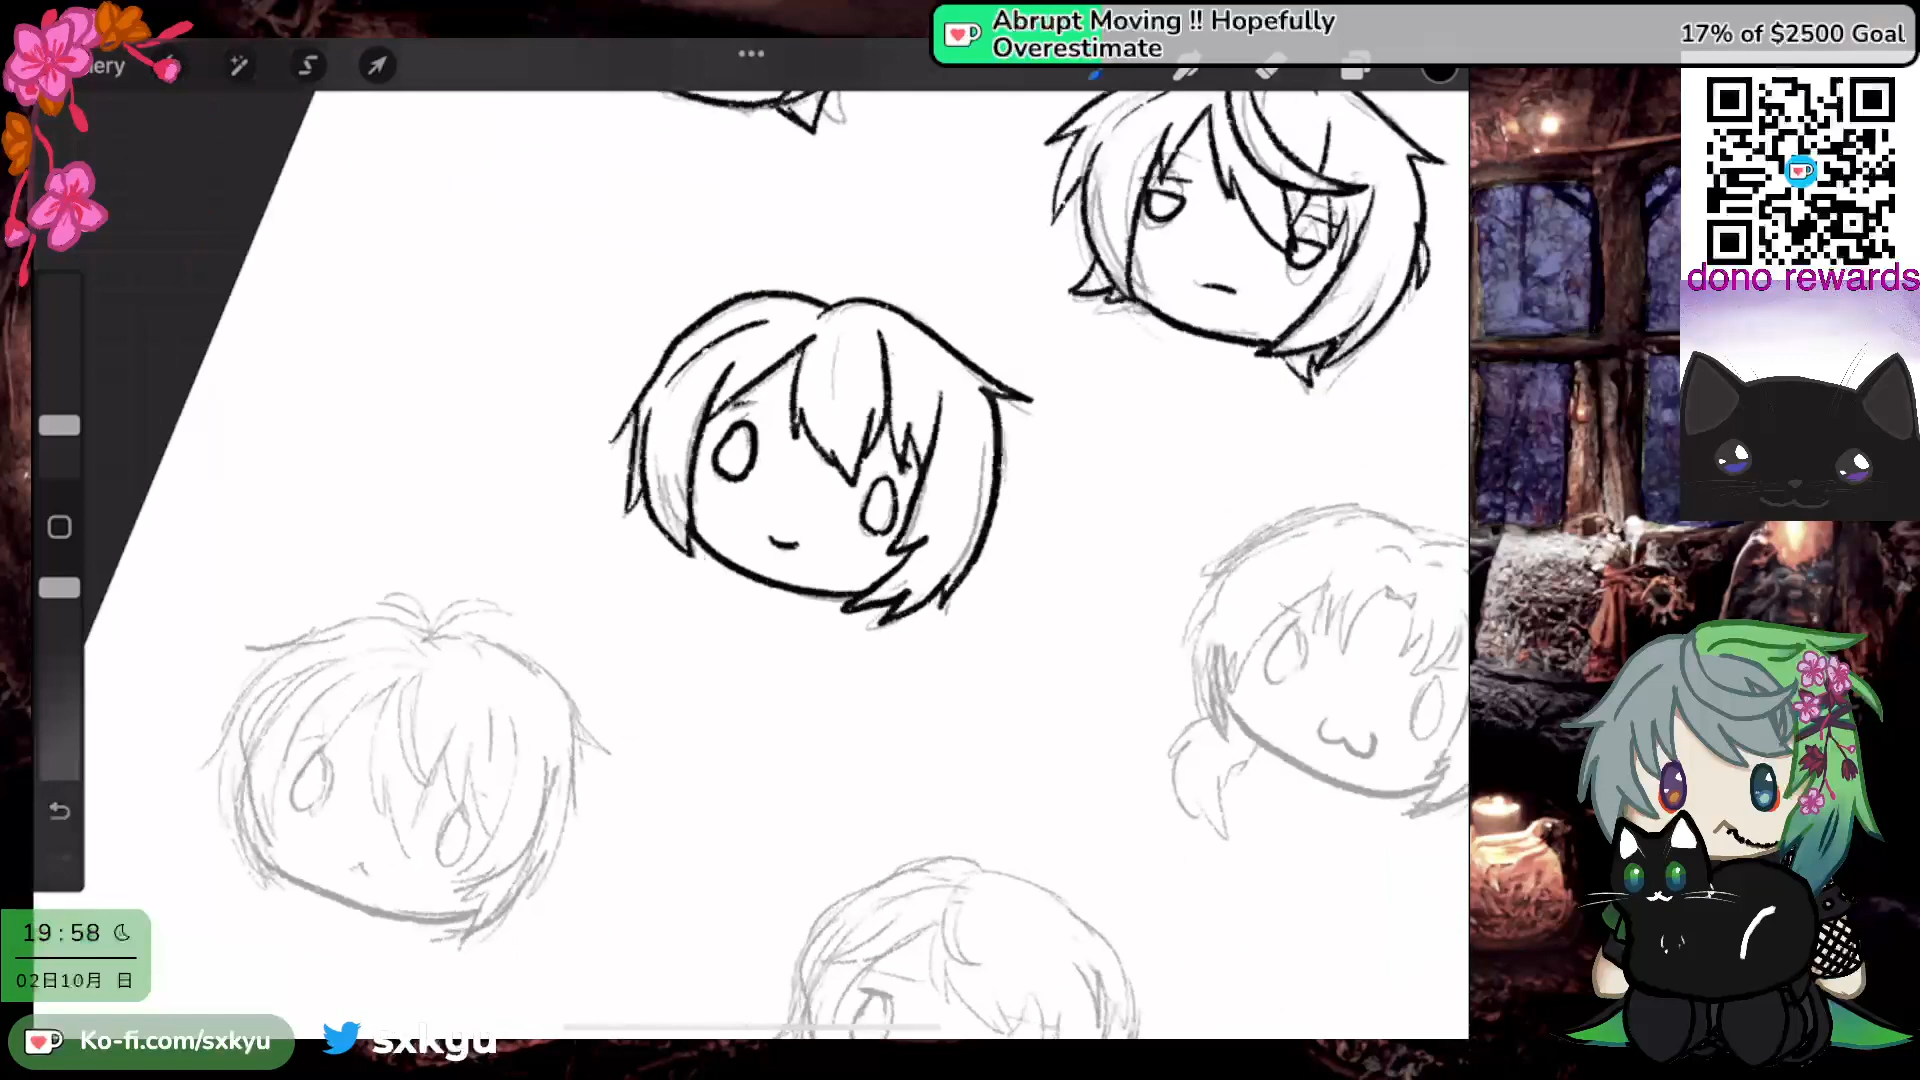 Abrupt Moving !! Hopefully
Overestimate
17% of $2500 Goal
lery
dono rewards
19:58
02日10月 日
Ko-fi.com/sxkyu
sxkyu